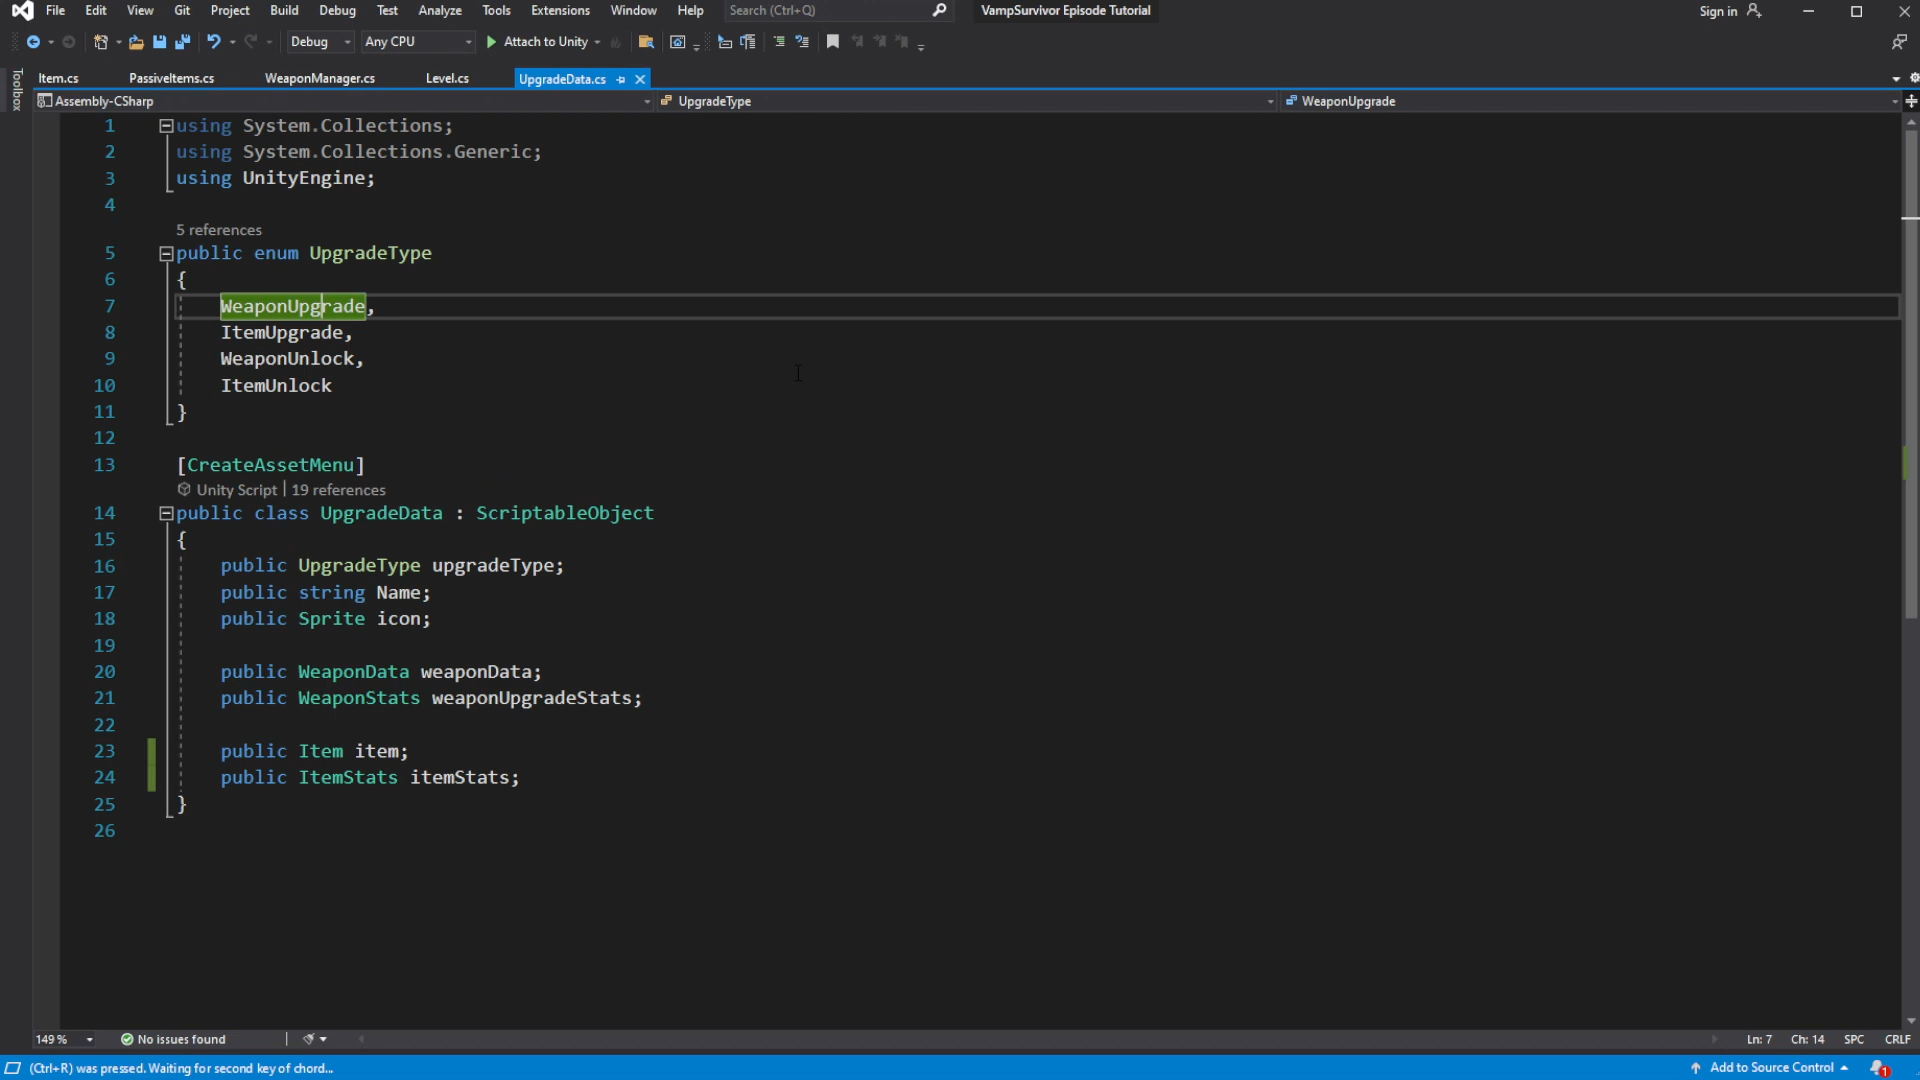 File Edit View Git Project Build Debug Test Analyze Tools Extensions Window Help Search (Ctrl+Q) VampSurvivor Episode Tutorial Sign in
Debug Any CPU Attach to Unity
Toolbox
Item.cs PassiveItems.cs WeaponManager.cs Level.cs UpgradeData.cs
Assembly-CSharp UpgradeType WeaponUpgrade
1 using System.Collections;
2 using System.Collections.Generic;
3 using UnityEngine;
4
5 references
5 public enum UpgradeType
6 {
7 WeaponUpgrade,
8 ItemUpgrade,
9 WeaponUnlock,
10 ItemUnlock
11 }
12
13 [CreateAssetMenu]
Unity Script | 19 references
14 public class UpgradeData : ScriptableObject
15 {
16 public UpgradeType upgradeType;
17 public string Name;
18 public Sprite icon;
19
20 public WeaponData weaponData;
21 public WeaponStats weaponUpgradeStats;
22
23 public Item item;
24 public ItemStats itemStats;
25 }
26
149 % No issues found Ln: 7 Ch: 14 SPC CRLF
(Ctrl+R) was pressed. Waiting for second key of chord... Add to Source Control 1